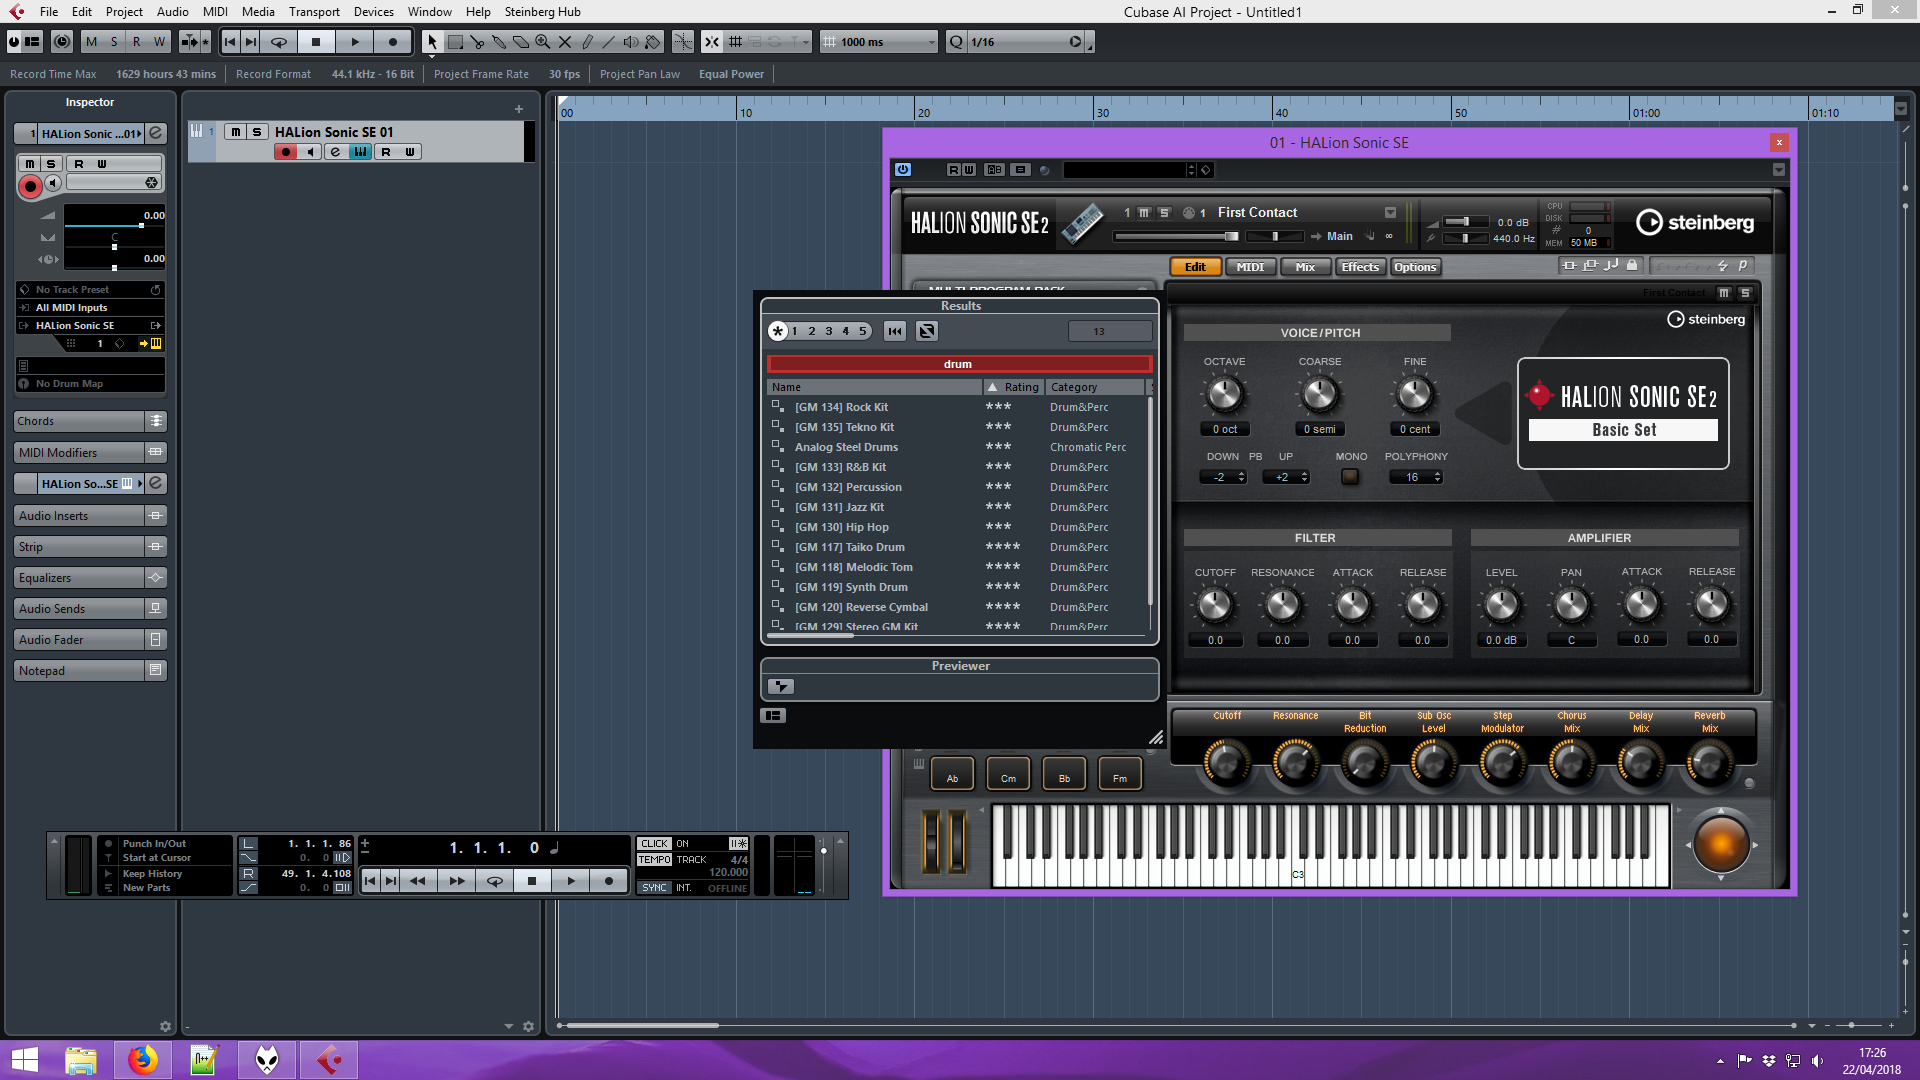 File Edit Project Audio MIDI Media Transport Devices Window Help Steinberg Hub
Cubase AI Project - Untitled1
M S R W
1000 ms
Q 1/16
Record Time Max 1629 hours 43 mins Record Format 44.1 kHz - 16 Bit Project Frame Rate 30 fps Project Pan Law Equal Power
Inspector
1 HALion Sonic ...01
m S R W
0.00
C
0.00
No Track Preset
All MIDI Inputs
HALion Sonic SE
1
No Drum Map
Chords
MIDI Modifiers
HALion So...SE
Audio Inserts
Strip
Equalizers
Audio Sends
Audio Fader
Notepad
1 m S HALion Sonic SE 01
e R W
00 10 20 30 40 50 01:00 01:10
01 - HALion Sonic SE
x
R W AB
HALION SONIC SE 2
1 m S 1 First Contact
Main
0.0 dB
440.0 Hz
CPU
DISK
# 0
MEM 50 MB
steinberg
Edit MIDI Mix Effects Options
MULTI PROGRAM RACK
First Contact M S
steinberg
VOICE/PITCH
OCTAVE COARSE FINE
0 oct 0 semi 0 cent
DOWN PB UP MONO POLYPHONY
-2 +2 16
HALION SONIC SE 2
Basic Set
FILTER
CUTOFF RESONANCE ATTACK RELEASE
0.0 0.0 0.0 0.0
AMPLIFIER
LEVEL PAN ATTACK RELEASE
0.0 dB C 0.0 0.0
Cutoff Resonance Bit Reduction Sub Osc Level Step Modulator Chorus Mix Delay Mix Reverb Mix
Ab Cm Bb Fm
C3
Results
* 1 2 3 4 5
13
drum
Name Rating Category
[GM 134] Rock Kit *** Drum&Perc
[GM 135] Tekno Kit *** Drum&Perc
Analog Steel Drums *** Chromatic Perc
[GM 133] R&B Kit *** Drum&Perc
[GM 132] Percussion *** Drum&Perc
[GM 131] Jazz Kit *** Drum&Perc
[GM 130] Hip Hop *** Drum&Perc
[GM 117] Taiko Drum **** Drum&Perc
[GM 118] Melodic Tom **** Drum&Perc
[GM 119] Synth Drum **** Drum&Perc
[GM 120] Reverse Cymbal **** Drum&Perc
[GM 129] Stereo GM Kit **** Drum&Perc
Previewer
Punch In/Out
Start at Cursor
Keep History
New Parts
L 1. 1. 1. 86
0. 0
R 49. 1. 4.108
0. 0
1. 1. 1. 0
CLICK ON
TEMPO TRACK 4/4
120.000
SYNC INT. OFFLINE
17:26
22/04/2018